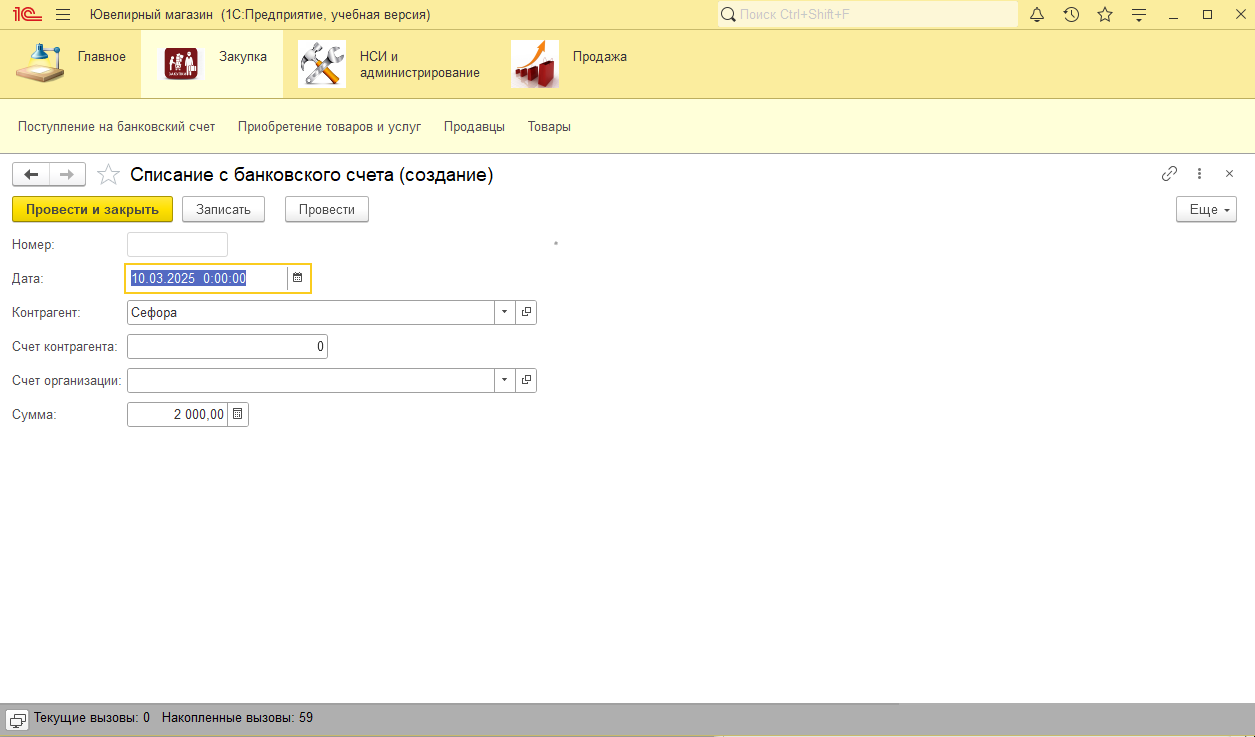 1С Ювелирный магазин (1С:Предприятие, учебная версия) Поиск Ctrl+Shift+F
Главное
ЗАКУПКИ Закупка
НСИ и
администрирование
Продажа
Поступление на банковский счет Приобретение товаров и услуг Продавцы Товары
Списание с банковского счета (создание)
Провести и закрыть Записать Провести Еще
Номер:
Дата: 10.03.2025 0:00:00
Контрагент: Сефора
Счет контрагента: 0
Счет организации:
Сумма: 2 000,00
Текущие вызовы: 0 Накопленные вызовы: 59